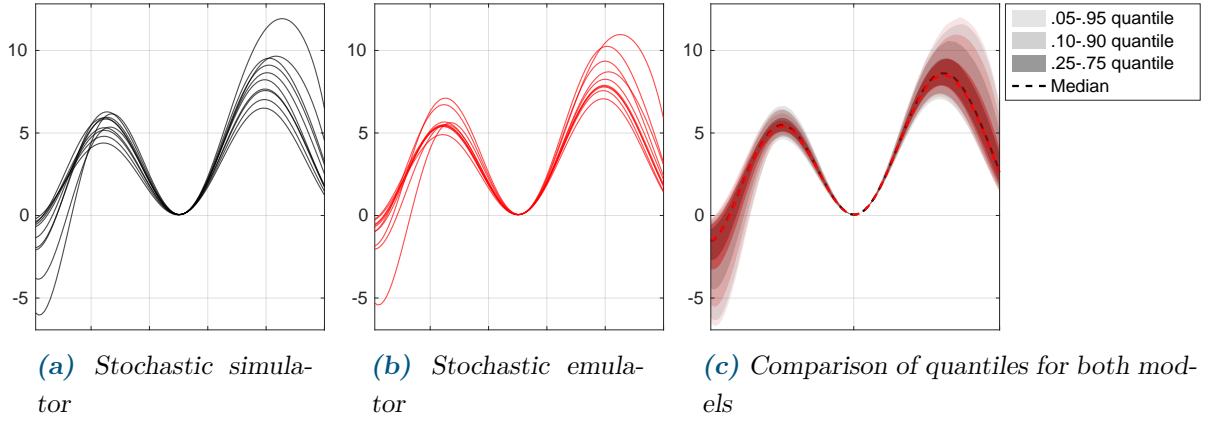 10
5
0
-5
10
5
0
-5
10
5
0
-5
.05-.95 quantile
.10-.90 quantile
.25-.75 quantile
Median
(a) Stochastic simula-
tor
(b) Stochastic emula-
tor
(c) Comparison of quantiles for both mod-
els